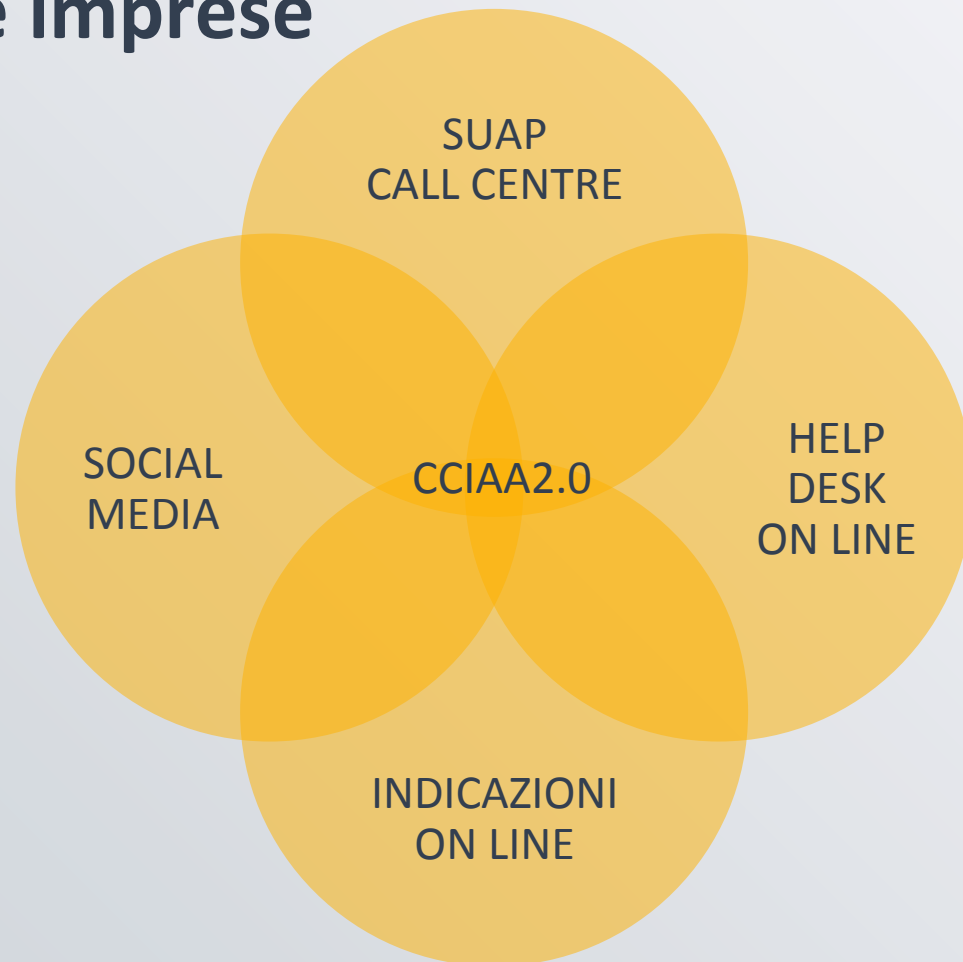 e Imprese
SUAP
CALL CENTRE
SOCIAL
MEDIA
CCIAA2.0
HELP
DESK
ON LINE
INDICAZIONI
ON LINE